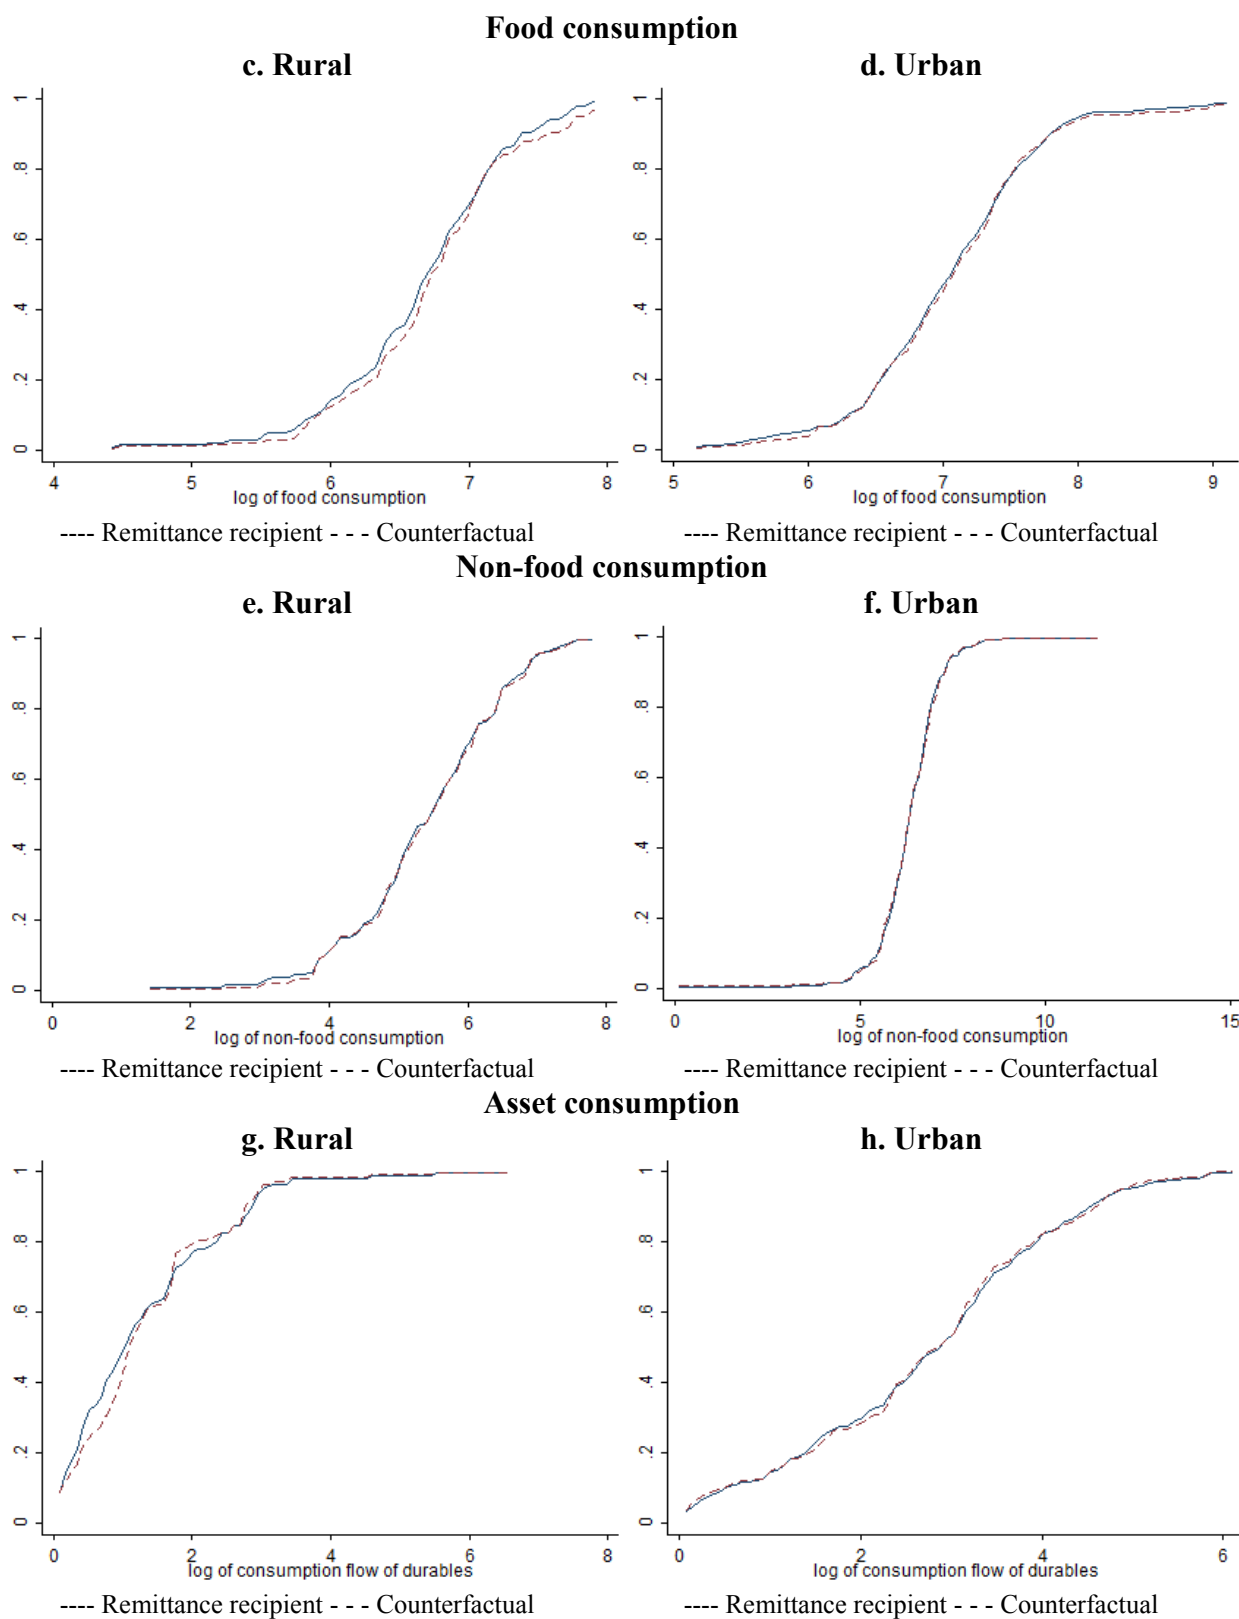 Food consumption
c. Rural
d. Urban
1
.8
.6
.4
.2
0
4 5 6 7 8
log of food consumption
---- Remittance recipient - - - Counterfactual
1
.8
.6
.4
.2
0
5 6 7 8 9
log of food consumption
---- Remittance recipient - - - Counterfactual
Non-food consumption
e. Rural
f. Urban
1
.8
.6
.4
.2
0
0 2 4 6 8
log of non-food consumption
---- Remittance recipient - - - Counterfactual
1
.8
.6
.4
.2
0
0 5 10 15
log of non-food consumption
---- Remittance recipient - - - Counterfactual
Asset consumption
g. Rural
h. Urban
1
.8
.6
.4
.2
0
0 2 4 6 8
log of consumption flow of durables
---- Remittance recipient - - - Counterfactual
1
.8
.6
.4
.2
0
0 2 4 6
log of consumption flow of durables
---- Remittance recipient - - - Counterfactual